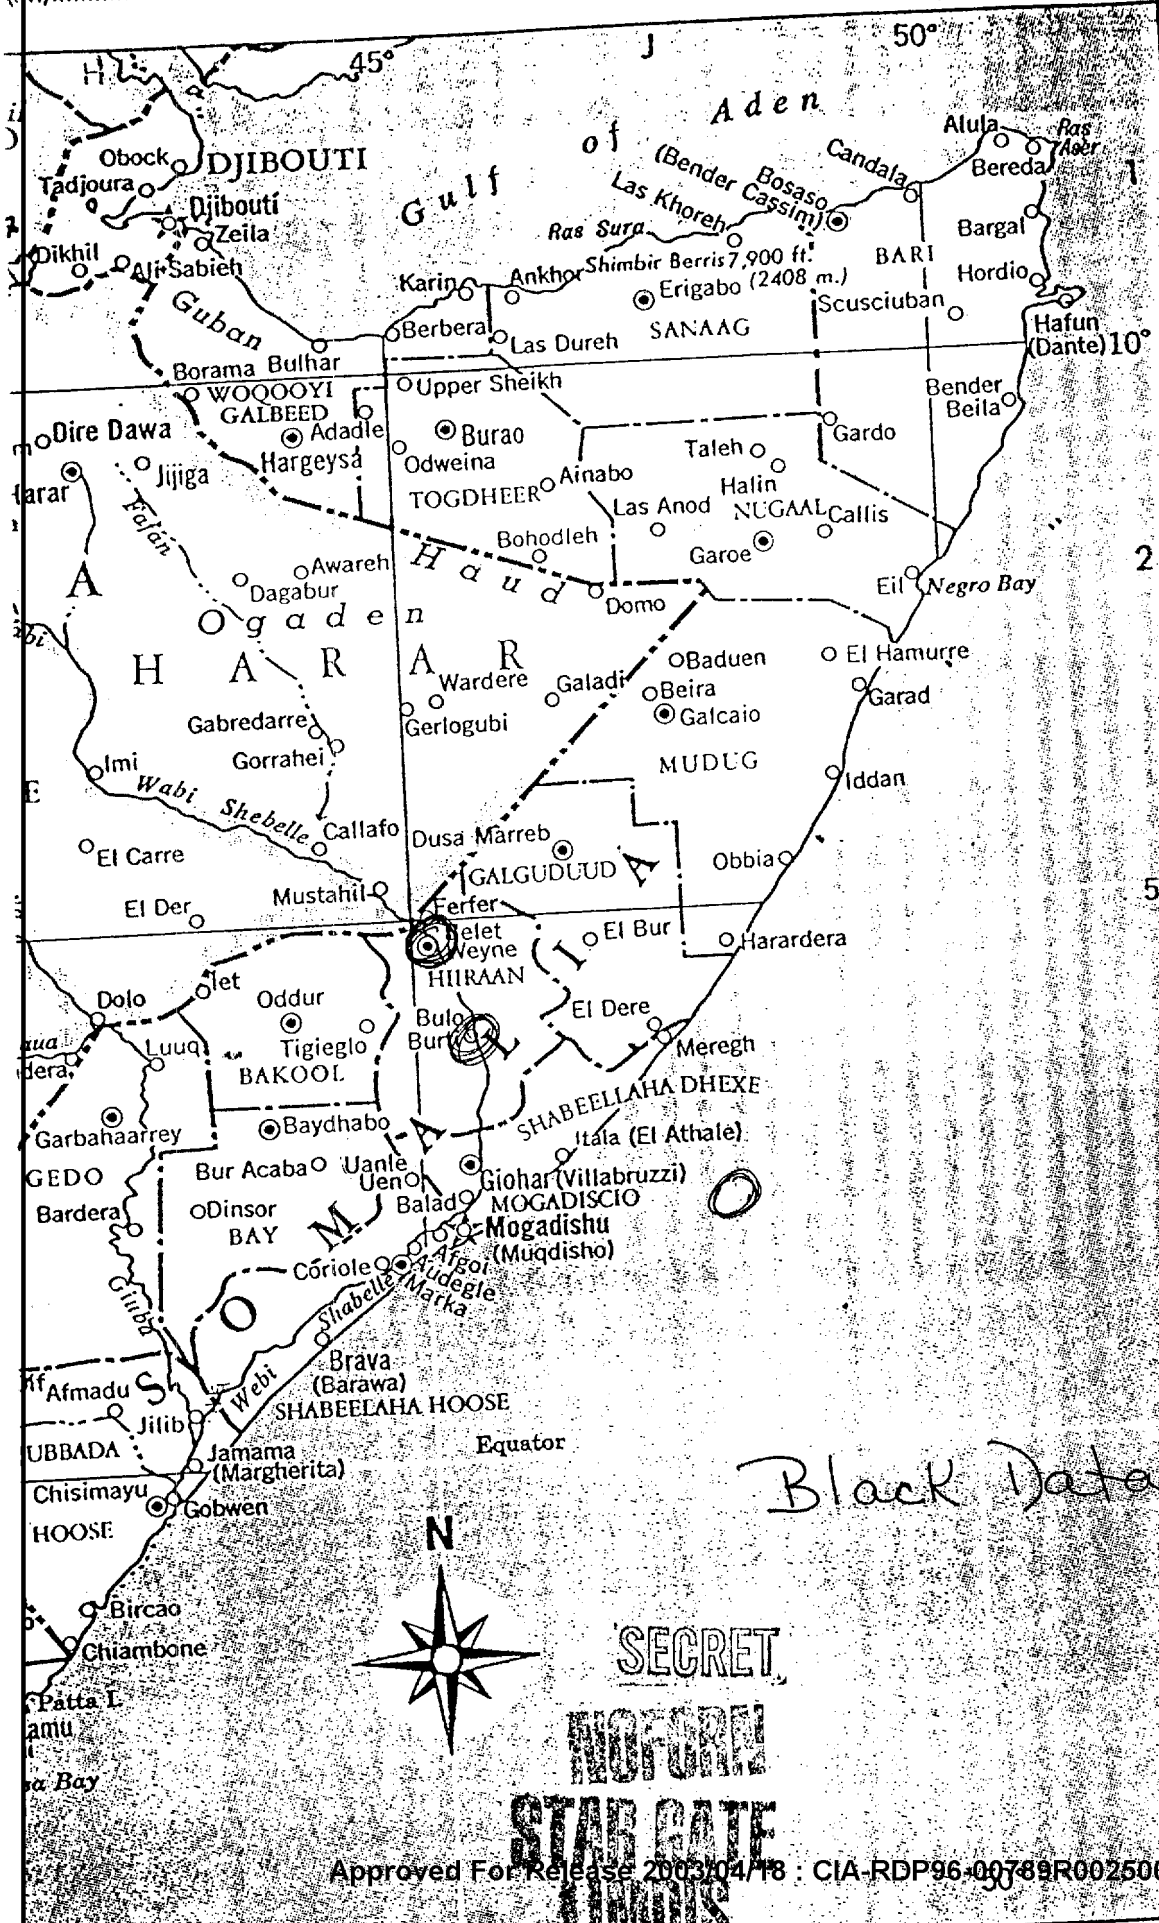 J
45°
50°
H
Gulf of Aden
Alula
Ras Aser
Bereda
Candala
(Bender Cassim)
Bosaso
Las Khoreh
Obock
DJIBOUTI
Tadjoura
Djibouti
Zeila
Dikhil
Ali Sabieh
1
Ras Sura
Bargal
BARI
Hordio
Karin
Ankhor
Shimbir Berris 7,900 ft.
(2408 m.)
Erigabo
Scusciuban
Guban
Berbera
Las Dureh
SANAAG
Hafun
(Dante)
10°
Borama
Bulhar
WOQOOYI
GALBEED
Upper Sheikh
Bender
Beila
Dire Dawa
Adadle
Burao
Gardo
Hargeysa
Odweina
Taleh
Jijiga
Harar
Ainabo
Halin
TOGDHEER
Las Anod
NUGAAL
Callis
Fafan
Bohodleh
Garoe
2
Awareh
Haud
Dagabur
Domo
Eil
Negro Bay
A
Ogaden
HARAR
Baduen
El Hamurre
Wardere
Galadi
Beira
Garad
Gerlogubi
Galcaio
Gabredarre
Gorrahei
MUDUG
Imi
Iddan
E
Wabi Shebelle
Callafo
Dusa Marreb
El Carre
GALGUDUUD
Obbia
5
Mustahil
El Der
Ferfer
Belet
Weyne
El Bur
Harardera
HIIRAAN
Dolo
Oddur
Bulo
Burti
El Dere
Luuq
Tigieglo
Meregh
BAKOOL
SHABEELLAHA DHEXE
Garbahaarrey
Baydhabo
Itala (El Athale)
GEDO
Bur Acaba
Uanle
Uen
Giohar (Villabruzzi)
Balad
MOGADISCIO
Bardera
Dinsor
BAY
Mogadishu
(Muqdisho)
Afgoi
Coriole
Audegle
Marka
Giuba
Webi Shabelle
SOMALIA
Brava
(Barawa)
Afmadu
SHABEELAHA HOOSE
Jilib
Equator
UBBADA
Jamama
(Margherita)
Chisimayu
Gobwen
HOOSE
Black Data
N
Bircao
SECRET
Chiambone
Patta I.
NOFORN
STAR GATE
Approved For Release 2003/04/18 : CIA-RDP96-00789R002500
LIMDIS
50°